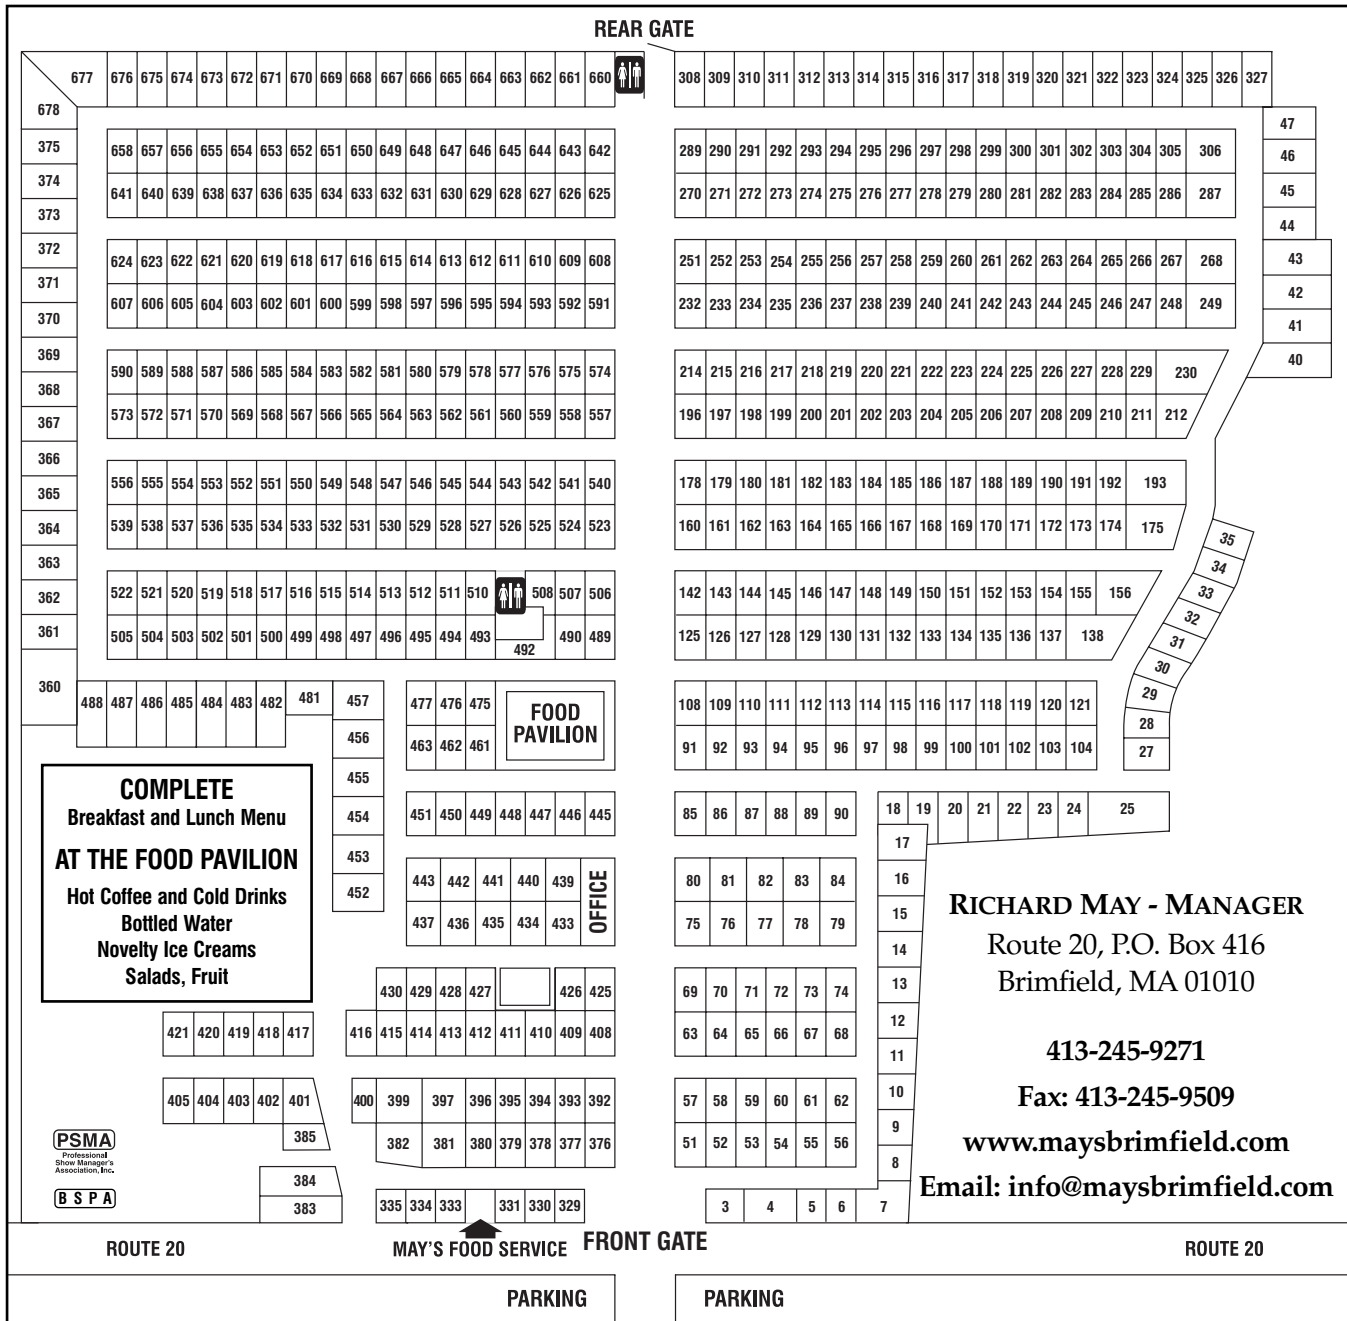 REAR GATE
677 676 675 674 673 672 671 670 669 668 667 666 665 664 663 662 661 660 308 309 310 311 312 313 314 315 316 317 318 319 320 321 322 323 324 325 326 327
678
47
375 658 657 656 655 654 653 652 651 650 649 648 647 646 645 644 643 642 289 290 291 292 293 294 295 296 297 298 299 300 301 302 303 304 305 306 46
374 641 640 639 638 637 636 635 634 633 632 631 630 629 628 627 626 625 270 271 272 273 274 275 276 277 278 279 280 281 282 283 284 285 286 287 45
373 44
372 624 623 622 621 620 619 618 617 616 615 614 613 612 611 610 609 608 251 252 253 254 255 256 257 258 259 260 261 262 263 264 265 266 267 268 43
371 42
607 606 605 604 603 602 601 600 599 598 597 596 595 594 593 592 591 232 233 234 235 236 237 238 239 240 241 242 243 244 245 246 247 248 249
370 41
369 40
590 589 588 587 586 585 584 583 582 581 580 579 578 577 576 575 574 214 215 216 217 218 219 220 221 222 223 224 225 226 227 228 229 230
368
367 573 572 571 570 569 568 567 566 565 564 563 562 561 560 559 558 557 196 197 198 199 200 201 202 203 204 205 206 207 208 209 210 211 212
366
365 556 555 554 553 552 551 550 549 548 547 546 545 544 543 542 541 540 178 179 180 181 182 183 184 185 186 187 188 189 190 191 192 193
364 539 538 537 536 535 534 533 532 531 530 529 528 527 526 525 524 523 160 161 162 163 164 165 166 167 168 169 170 171 172 173 174 175
35
363 34
362 522 521 520 519 518 517 516 515 514 513 512 511 510 508 507 506 142 143 144 145 146 147 148 149 150 151 152 153 154 155 156 33
32
361 505 504 503 502 501 500 499 498 497 496 495 494 493 492 490 489 125 126 127 128 129 130 131 132 133 134 135 136 137 138 31
30
360
488 487 486 485 484 483 482 481 457 477 476 475 108 109 110 111 112 113 114 115 116 117 118 119 120 121 29
FOOD
PAVILION
28
456 463 462 461 91 92 93 94 95 96 97 98 99 100 101 102 103 104 27
455
454 451 450 449 448 447 446 445 85 86 87 88 89 90 18 19 20 21 22 23 24 25
453 17
452 443 442 441 440 439 80 81 82 83 84 16
OFFICE
437 436 435 434 433 75 76 77 78 79 15
14
430 429 428 427 426 425 69 70 71 72 73 74 13
12
421 420 419 418 417 416 415 414 413 412 411 410 409 408 63 64 65 66 67 68
11
10
405 404 403 402 401 400 399 397 396 395 394 393 392 57 58 59 60 61 62
9
385 382 381 380 379 378 377 376 51 52 53 54 55 56
8
384
383 335 334 333 331 330 329 3 4 5 6 7
COMPLETE
Breakfast and Lunch Menu
AT THE FOOD PAVILION
Hot Coffee and Cold Drinks
Bottled Water
Novelty Ice Creams
Salads, Fruit
RICHARD MAY - MANAGER
Route 20, P.O. Box 416
Brimfield, MA 01010
413-245-9271
Fax: 413-245-9509
www.maysbrimfield.com
Email: info@maysbrimfield.com
PSMA
Professional
Show Manager's
Association, Inc.
BSPA
ROUTE 20 MAY'S FOOD SERVICE FRONT GATE ROUTE 20
PARKING PARKING